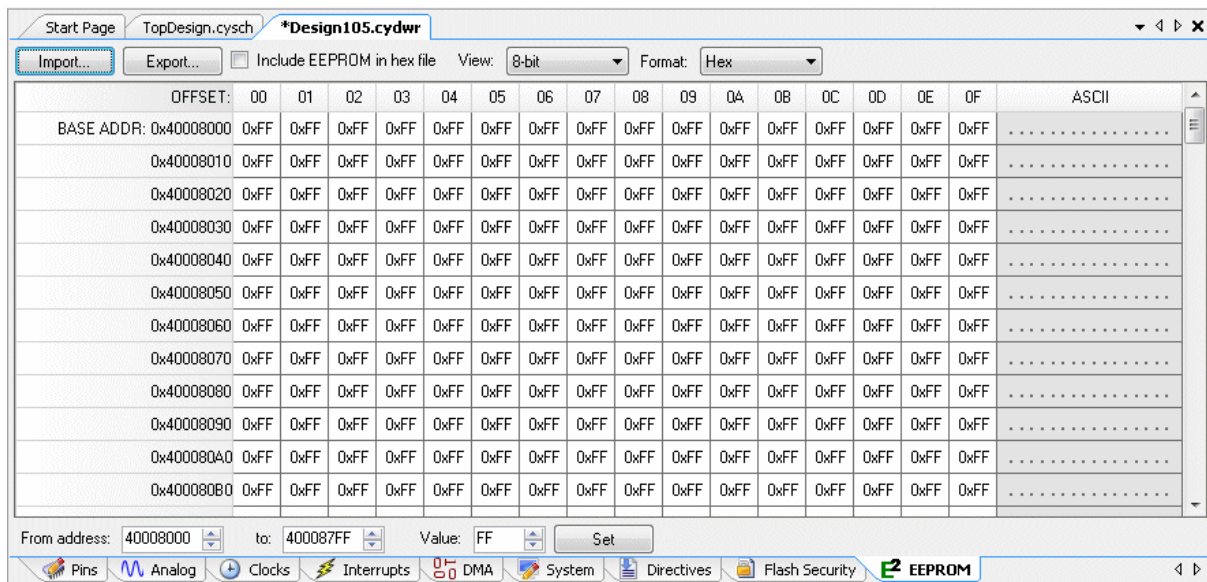 Start Page TopDesign.cysch *Design105.cydwr
Import... Export... Include EEPROM in hex file View: 8-bit Format: Hex
OFFSET: 00 01 02 03 04 05 06 07 08 09 0A 0B 0C 0D 0E 0F ASCII
BASE ADDR: 0x40008000 0xFF 0xFF 0xFF 0xFF 0xFF 0xFF 0xFF 0xFF 0xFF 0xFF 0xFF 0xFF 0xFF 0xFF 0xFF 0xFF ................
0x40008010 0xFF 0xFF 0xFF 0xFF 0xFF 0xFF 0xFF 0xFF 0xFF 0xFF 0xFF 0xFF 0xFF 0xFF 0xFF 0xFF ................
0x40008020 0xFF 0xFF 0xFF 0xFF 0xFF 0xFF 0xFF 0xFF 0xFF 0xFF 0xFF 0xFF 0xFF 0xFF 0xFF 0xFF ................
0x40008030 0xFF 0xFF 0xFF 0xFF 0xFF 0xFF 0xFF 0xFF 0xFF 0xFF 0xFF 0xFF 0xFF 0xFF 0xFF 0xFF ................
0x40008040 0xFF 0xFF 0xFF 0xFF 0xFF 0xFF 0xFF 0xFF 0xFF 0xFF 0xFF 0xFF 0xFF 0xFF 0xFF 0xFF ................
0x40008050 0xFF 0xFF 0xFF 0xFF 0xFF 0xFF 0xFF 0xFF 0xFF 0xFF 0xFF 0xFF 0xFF 0xFF 0xFF 0xFF ................
0x40008060 0xFF 0xFF 0xFF 0xFF 0xFF 0xFF 0xFF 0xFF 0xFF 0xFF 0xFF 0xFF 0xFF 0xFF 0xFF 0xFF ................
0x40008070 0xFF 0xFF 0xFF 0xFF 0xFF 0xFF 0xFF 0xFF 0xFF 0xFF 0xFF 0xFF 0xFF 0xFF 0xFF 0xFF ................
0x40008080 0xFF 0xFF 0xFF 0xFF 0xFF 0xFF 0xFF 0xFF 0xFF 0xFF 0xFF 0xFF 0xFF 0xFF 0xFF 0xFF ................
0x40008090 0xFF 0xFF 0xFF 0xFF 0xFF 0xFF 0xFF 0xFF 0xFF 0xFF 0xFF 0xFF 0xFF 0xFF 0xFF 0xFF ................
0x400080A0 0xFF 0xFF 0xFF 0xFF 0xFF 0xFF 0xFF 0xFF 0xFF 0xFF 0xFF 0xFF 0xFF 0xFF 0xFF 0xFF ................
0x400080B0 0xFF 0xFF 0xFF 0xFF 0xFF 0xFF 0xFF 0xFF 0xFF 0xFF 0xFF 0xFF 0xFF 0xFF 0xFF 0xFF ................
From address: 40008000 to: 400087FF Value: FF Set
Pins Analog Clocks Interrupts DMA System Directives Flash Security E2 EEPROM